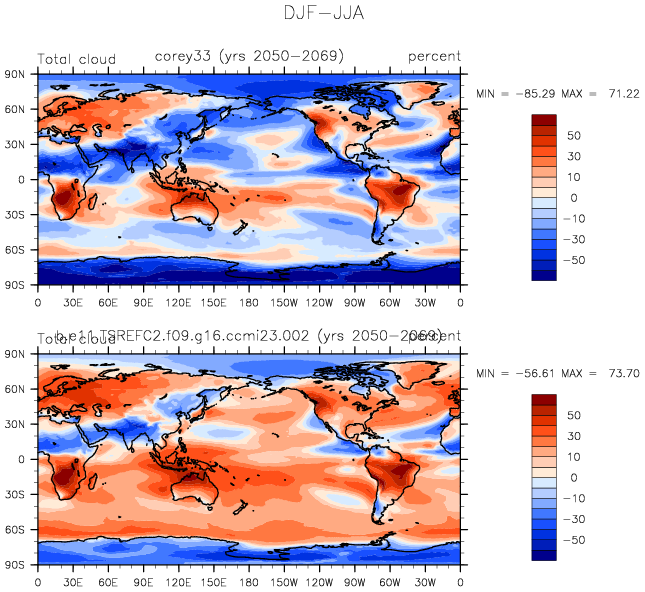 DJF-JJA
Total cloud corey33 (yrs 2050-2069) percent
90N
60N
30N
0
30S
60S
90S
0 30E 60E 90E 120E 150E 180 150W 120W 90W 60W 30W 0
MIN = -85.29 MAX = 71.22
50
30
10
0
-10
-30
-50
Total cloud b.e11.TSREFC2.f09.g16.ccmi23.002 (yrs 2050-2069) percent
90N
60N
30N
0
30S
60S
90S
0 30E 60E 90E 120E 150E 180 150W 120W 90W 60W 30W 0
MIN = -56.61 MAX = 73.70
50
30
10
0
-10
-30
-50